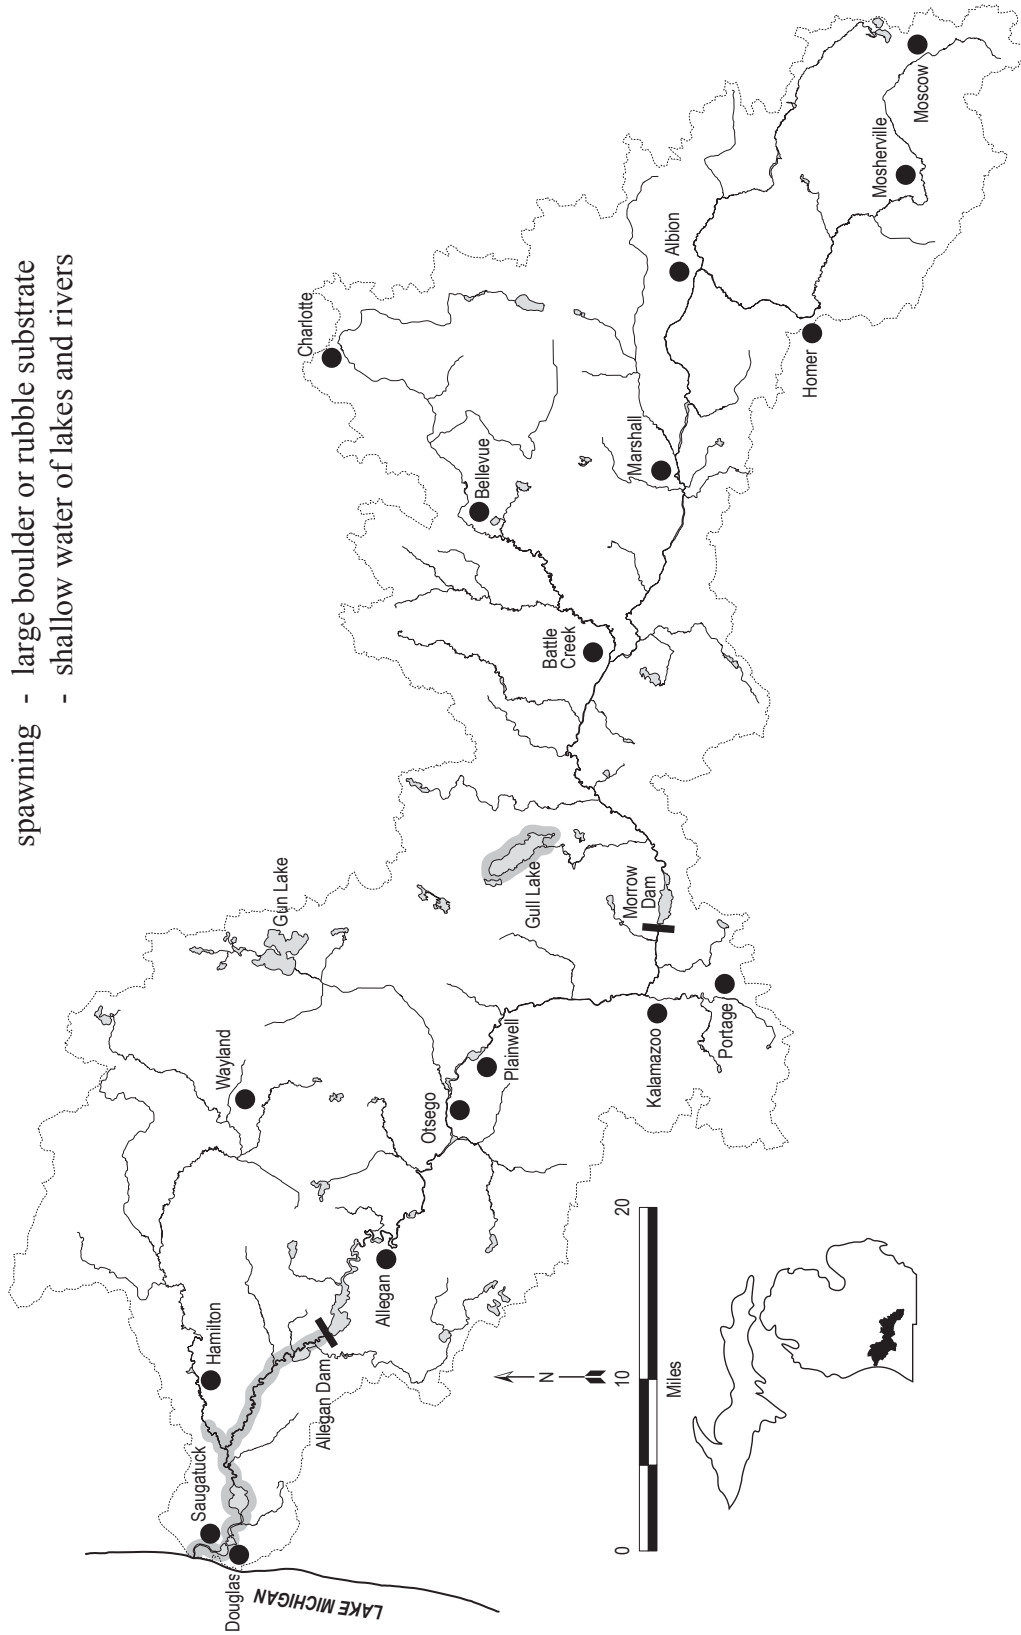 spawning - large boulder or rubble substrate
- shallow water of lakes and rivers
Charlotte
Bellevue
Battle
Creek
Marshall
Albion
Homer
Mosherville
Moscow
Gun Lake
Gull Lake
Morrow
Dam
Wayland
Plainwell
Otsego
Kalamazoo
Portage
Hamilton
Allegan
Allegan Dam
Saugatuck
Douglas
LAKE MICHIGAN
N
0 10 20
Miles